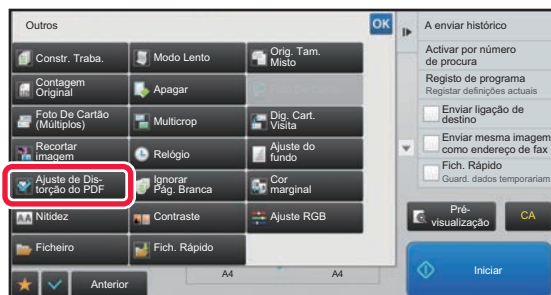 Outros
OK
Constr. Traba.
Modo Lento
Orig. Tam.
Misto
Contagem
Original
Apagar
Foto De Cartão
(Múltiplos)
Multicrop
Dig. Cart.
Visita
Recortar
imagem
Relógio
Ajuste do
fundo
Ajuste de Dis-
torção do PDF
Ignorar
Pág. Branca
Cor
marginal
Nitidez
Contraste
Ajuste RGB
Ficheiro
Fich. Rápido
Anterior
A4
A4
A enviar histórico
Activar por número
de procura
Registo de programa
Registar definições actuais
Enviar ligação de
destino
Enviar mesma imagem
como endereço de fax
Fich. Rápido
Guard. dados temporariam
Pré-
visualização
CA
Iniciar